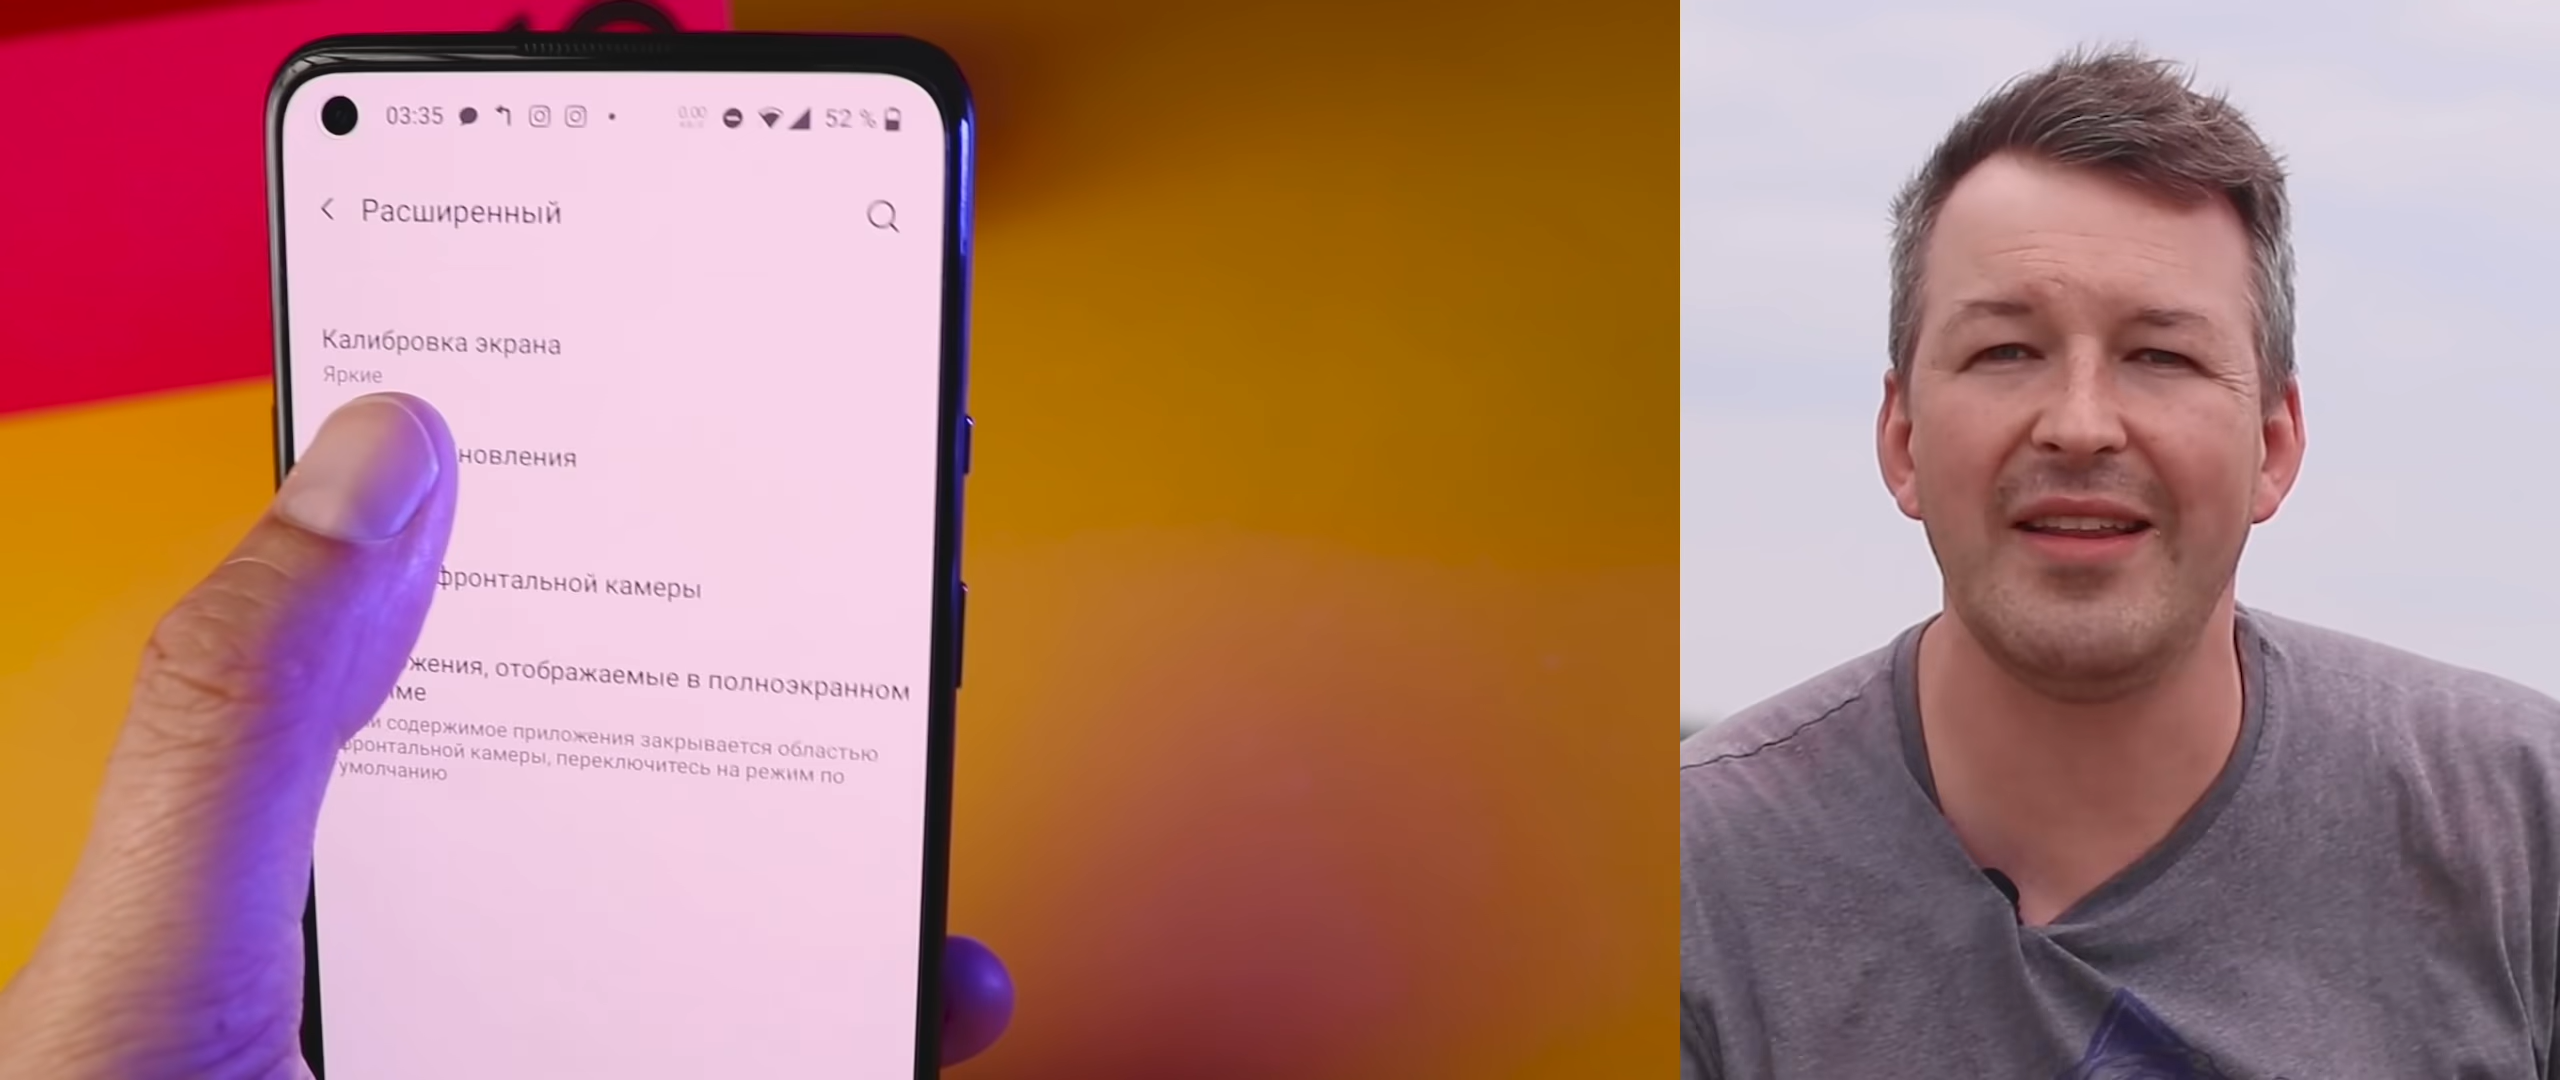 03:35 52 %
Расширенный
Калибровка экрана
Яркие
новления
фронтальной камеры
жения, отображаемые в полноэкранном
ме
содержимое приложения закрывается областью
фронтальной камеры, переключитесь на режим по
умолчанию